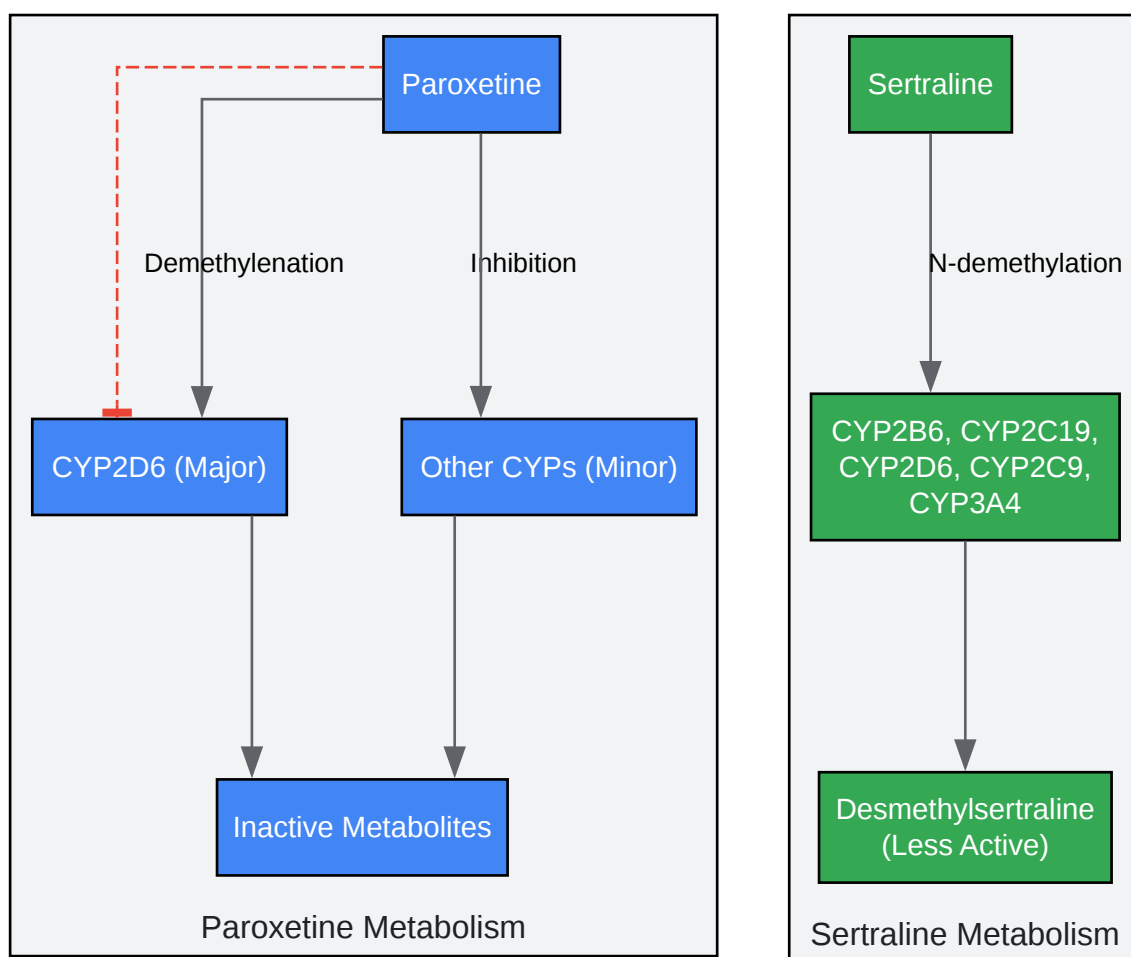 Paroxetine
Demethylenation
Inhibition
CYP2D6 (Major)
Other CYPs (Minor)
Inactive Metabolites
Paroxetine Metabolism
Sertraline
N-demethylation
CYP2B6, CYP2C19,
CYP2D6, CYP2C9,
CYP3A4
Desmethylsertraline
(Less Active)
Sertraline Metabolism